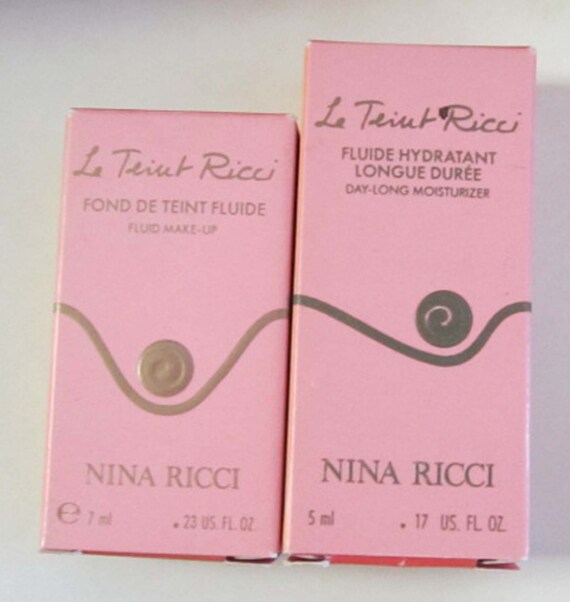 Le Teint Ricci
FOND DE TEINT FLUIDE
FLUID MAKE-UP
NINA RICCI
℮ 7 ml .23 US. FL. OZ.
Le Teint Ricci
FLUIDE HYDRATANT
LONGUE DURÉE
DAY-LONG MOISTURIZER
NINA RICCI
5 ml .17 US. FL. OZ.